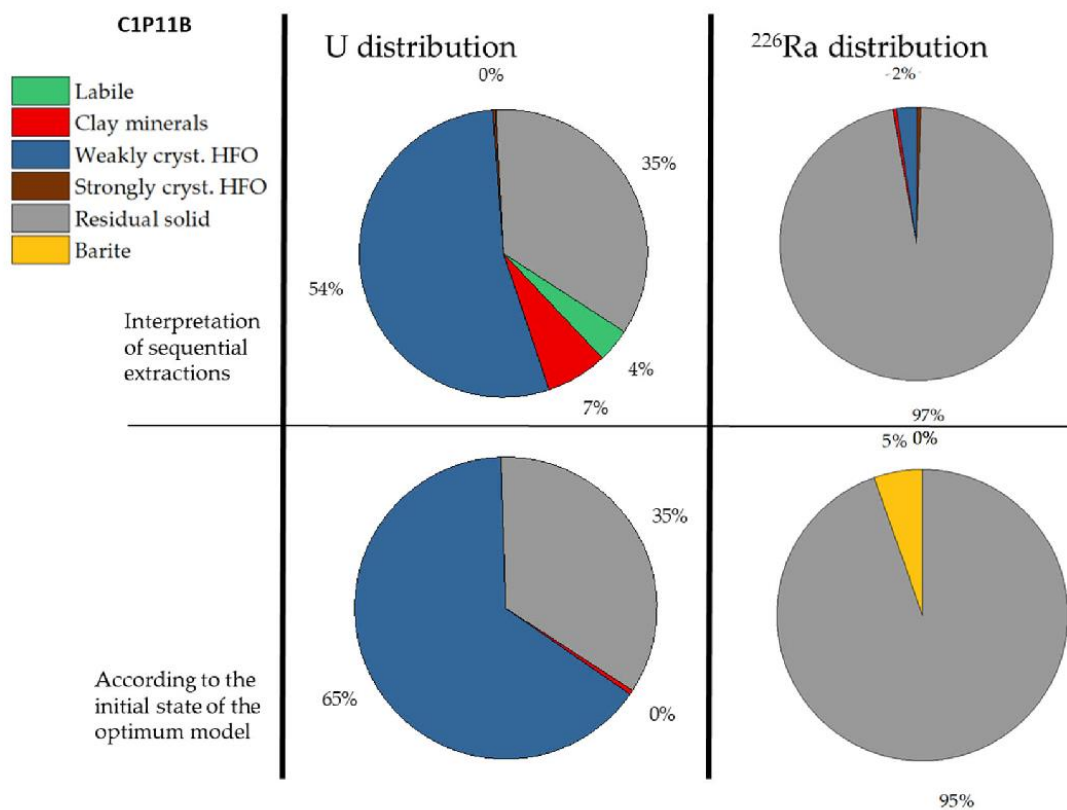 C1P11B
U distribution
²²⁶Ra distribution
0%
-2%
Labile
Clay minerals
Weakly cryst. HFO
Strongly cryst. HFO
Residual solid
Barite
35%
54%
4%
7%
97%
Interpretation
of sequential
extractions
5% 0%
35%
65%
0%
95%
According to the
initial state of the
optimum model